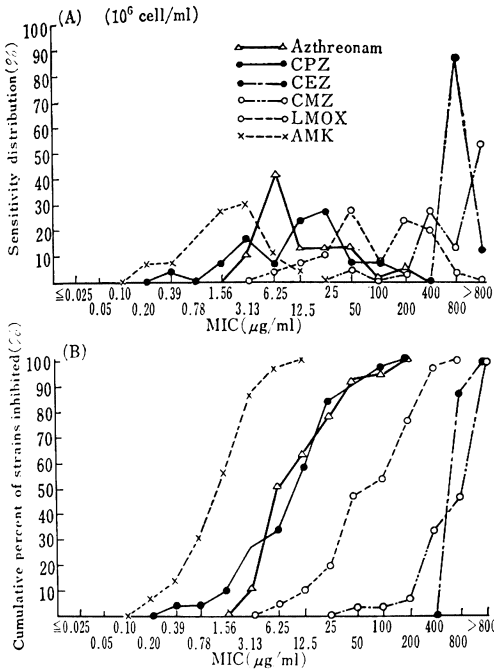 (A) (10⁶ cell/ml)
Azthreonam
CPZ
CEZ
CMZ
LMOX
AMK
Sensitivity distribution(%)
100
90
80
70
60
50
40
30
20
10
≦0.025 0.10 0.39 1.56 6.25 25 100 400 >800
0.05 0.20 0.78 3.13 12.5 50 200 800
MIC(μg/ml)
(B)
Cumulative percent of strains inhibited(%)
100
90
80
70
60
50
40
30
20
10
≦0.025 0.10 0.39 1.56 6.25 25 100 400 >800
0.05 0.20 0.78 3.13 12.5 50 200 800
MIC(μg/ml)